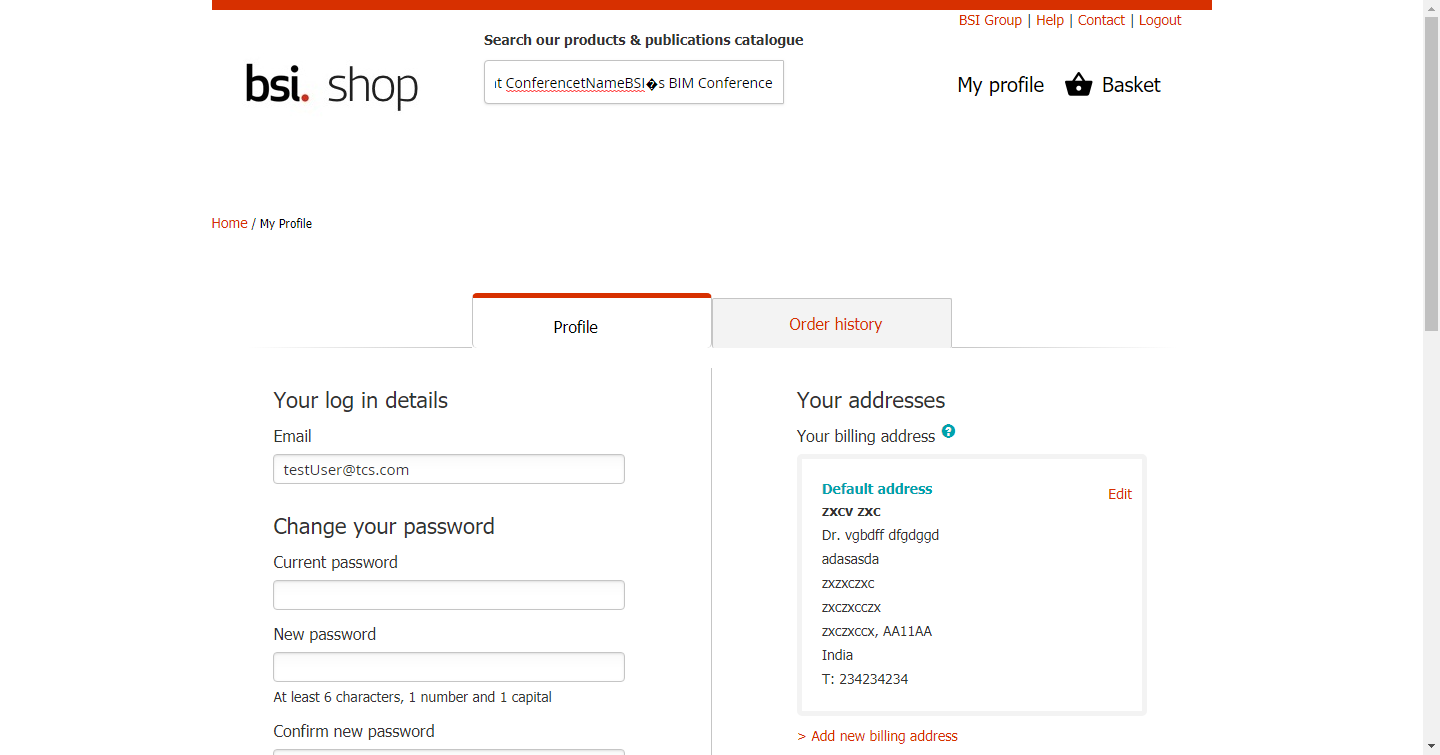 BSI Group | Help | Contact | Logout
Search our products & publications catalogue
bsi. shop
nt ConferencetNameBSI�s BIM Conference
My profile
Basket
Home / My Profile
Profile
Order history
Your log in details
Email
testUser@tcs.com
Change your password
Current password
New password
At least 6 characters, 1 number and 1 capital
Confirm new password
Your addresses
Your billing address ?
Default address
Edit
zxcv zxc
Dr. vgbdff dfgdggd
adasasda
zxzxczxc
zxczxcczx
zxczxccx, AA11AA
India
T: 234234234
> Add new billing address